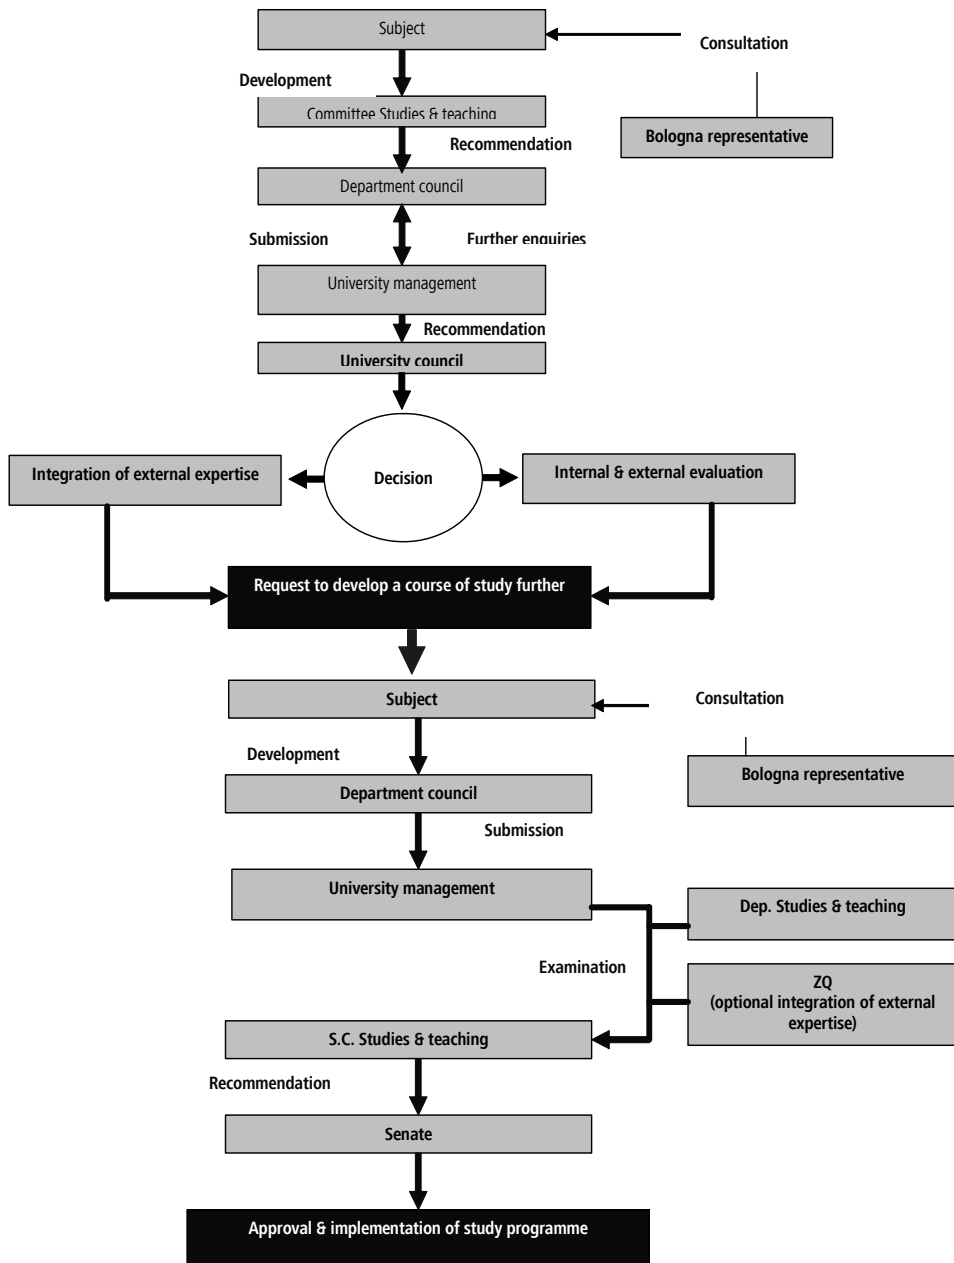 Subject
Consultation
Development
Committee Studies & teaching
Bologna representative
Recommendation
Department council
Submission
Further enquiries
University management
Recommendation
University council
Decision
Integration of external expertise
Internal & external evaluation
Request to develop a course of study further
Subject
Consultation
Development
Bologna representative
Department council
Submission
University management
Dep. Studies & teaching
Examination
ZQ
(optional integration of external
expertise)
S.C. Studies & teaching
Recommendation
Senate
Approval & implementation of study programme